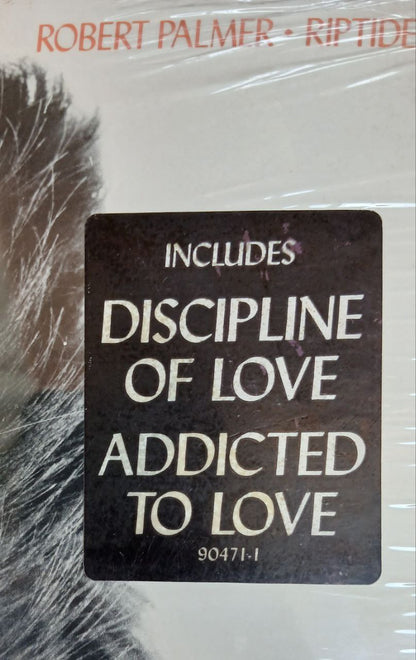 ROBERT PALMER • RIPTIDE
INCLUDES
DISCIPLINE
OF LOVE
ADDICTED
TO LOVE
90471-1